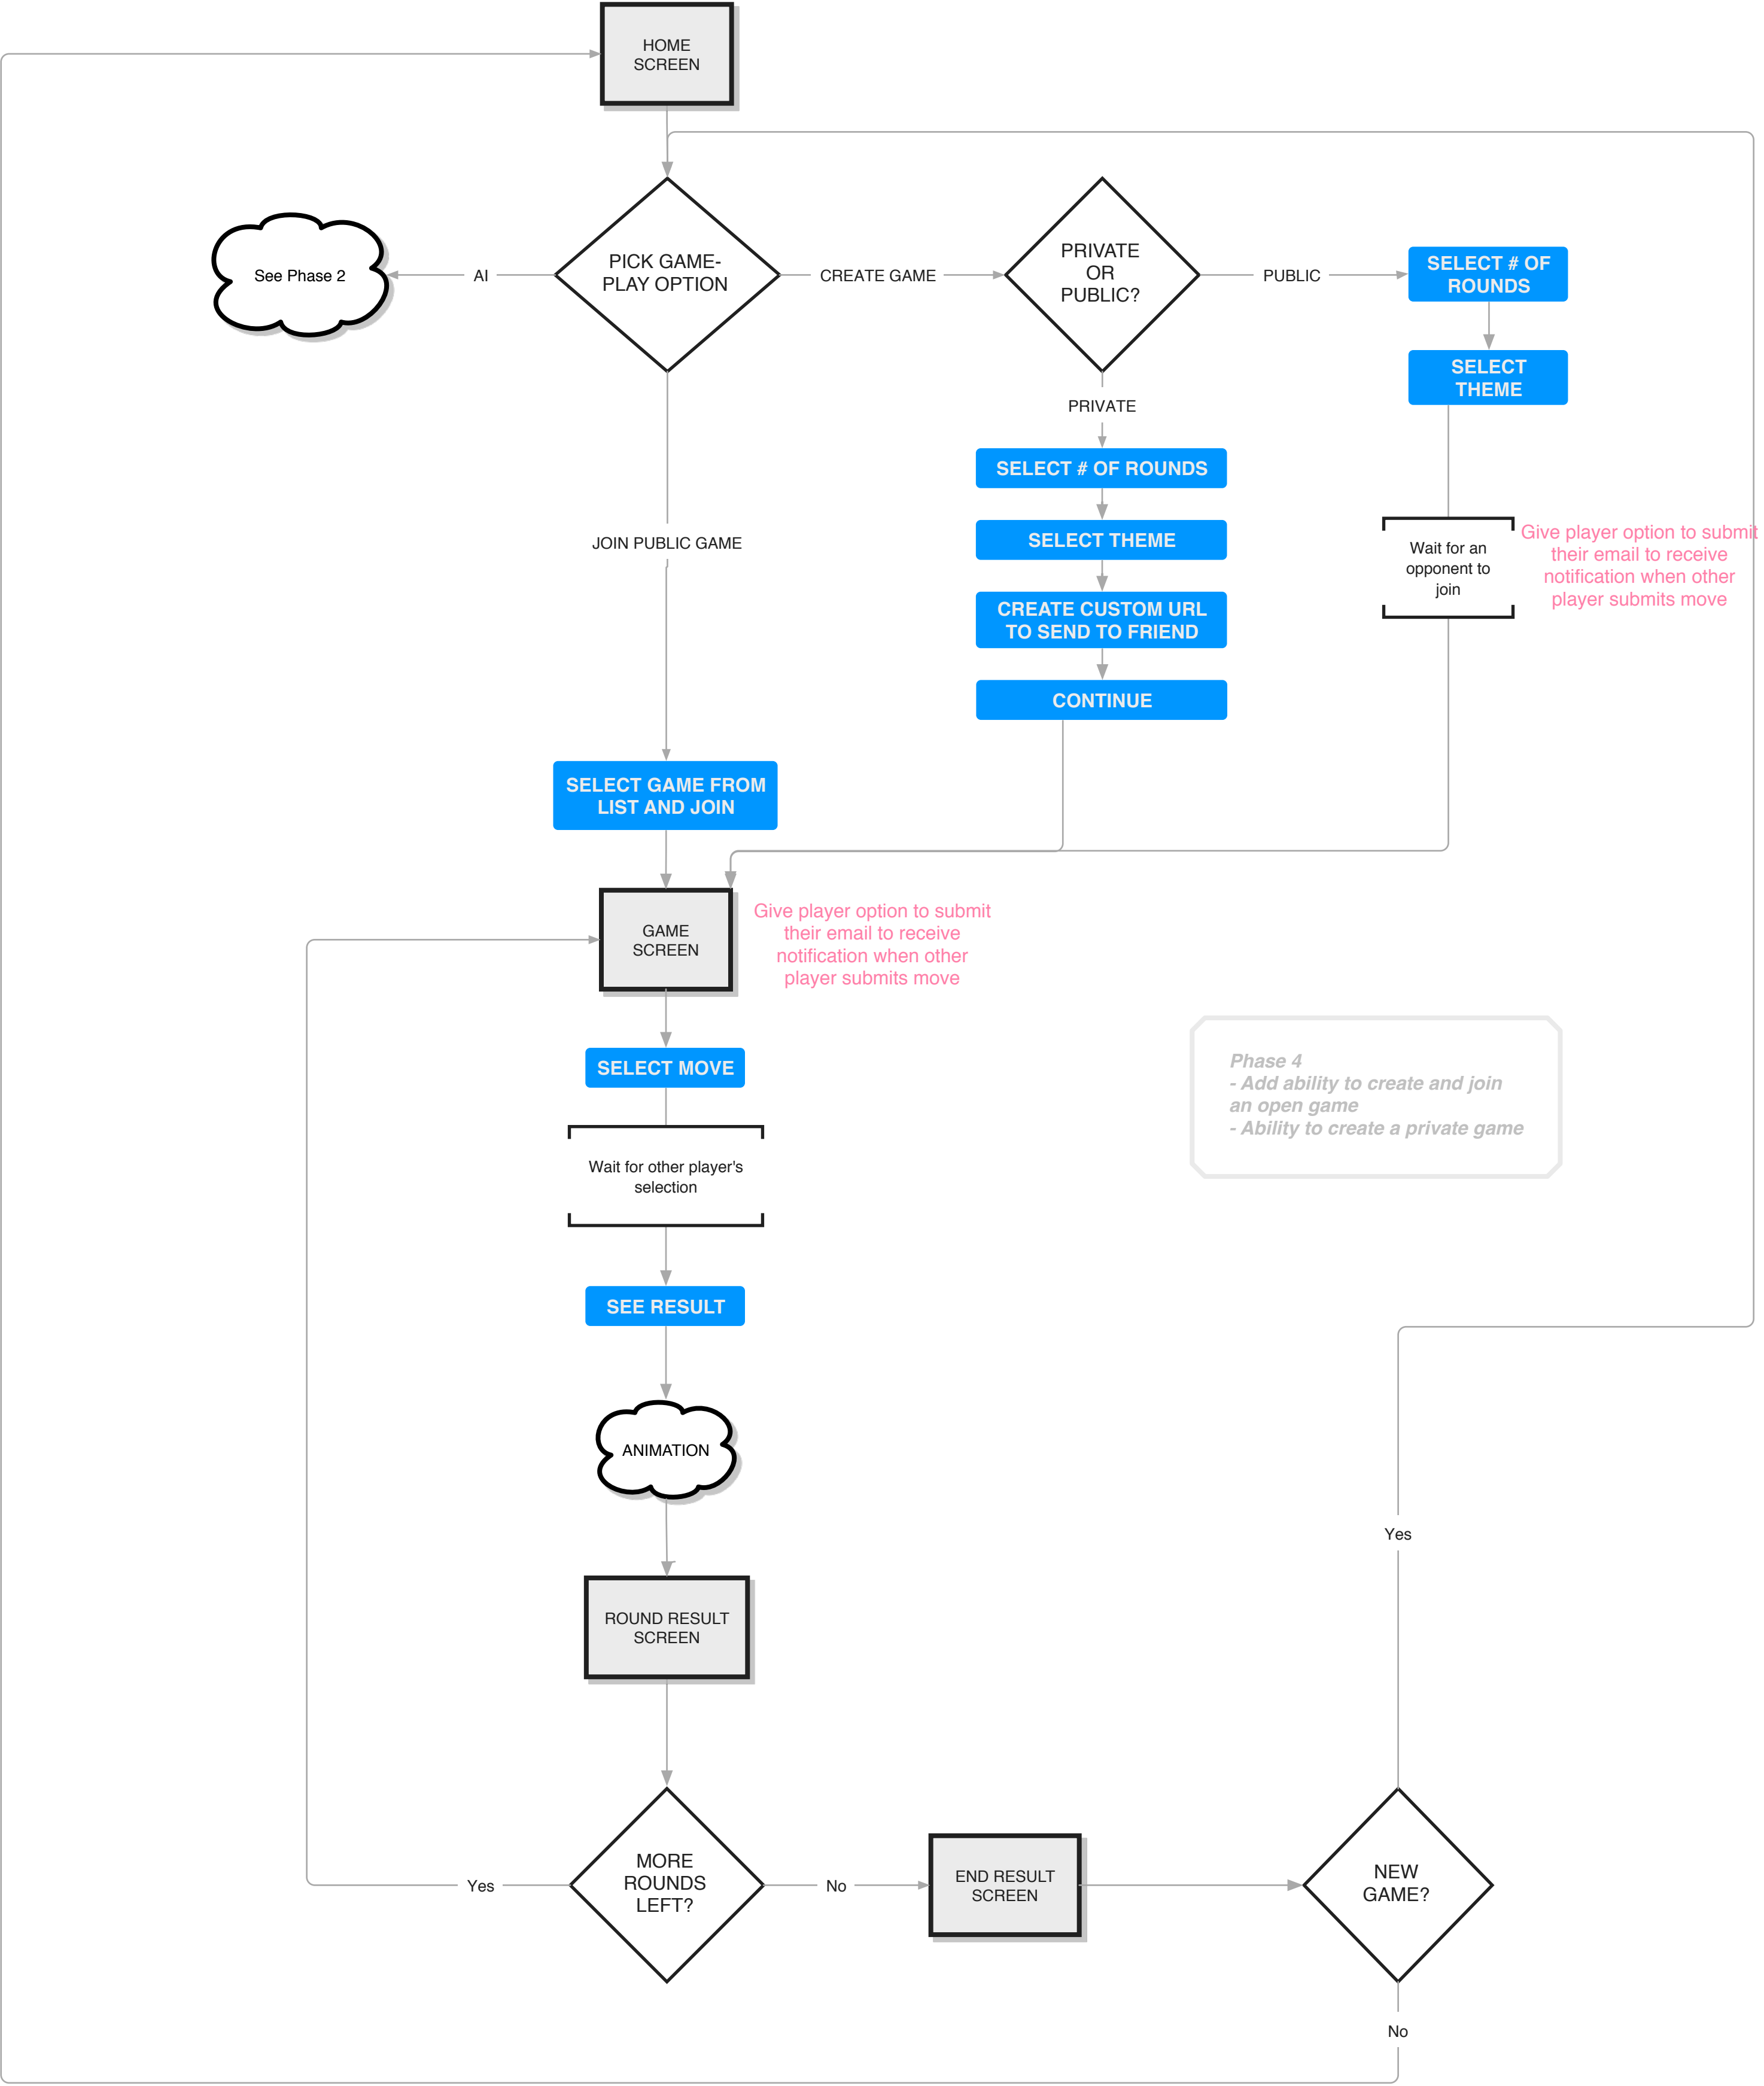 HOME
SCREEN
See Phase 2
AI
PICK GAME-
PLAY OPTION
CREATE GAME
PRIVATE
OR
PUBLIC?
PUBLIC
SELECT # OF
ROUNDS
SELECT
THEME
PRIVATE
SELECT # OF ROUNDS
SELECT THEME
CREATE CUSTOM URL
TO SEND TO FRIEND
CONTINUE
JOIN PUBLIC GAME
Wait for an
opponent to
join
Give player option to submit
their email to receive
notification when other
player submits move
SELECT GAME FROM
LIST AND JOIN
GAME
SCREEN
Give player option to submit
their email to receive
notification when other
player submits move
SELECT MOVE
Phase 4
- Add ability to create and join
an open game
- Ability to create a private game
Wait for other player's
selection
SEE RESULT
ANIMATION
Yes
ROUND RESULT
SCREEN
Yes
MORE
ROUNDS
LEFT?
No
END RESULT
SCREEN
NEW
GAME?
No